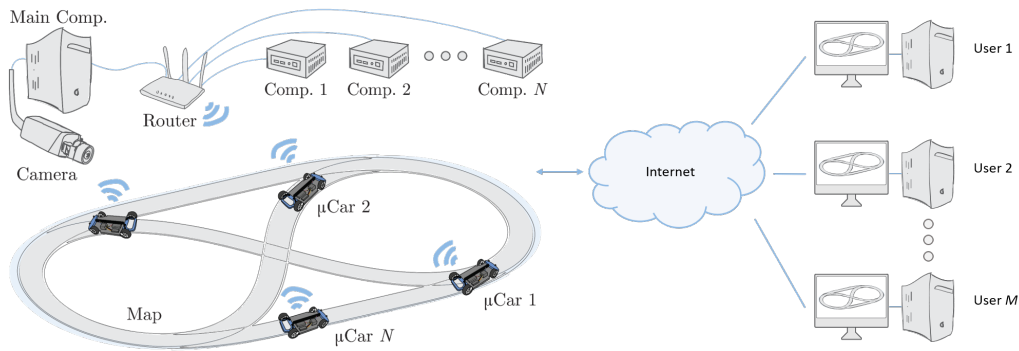 Main Comp.
Camera
Router
Comp. 1
Comp. 2
Comp. N
μCar 2
μCar 1
μCar N
Map
Internet
User 1
User 2
User M